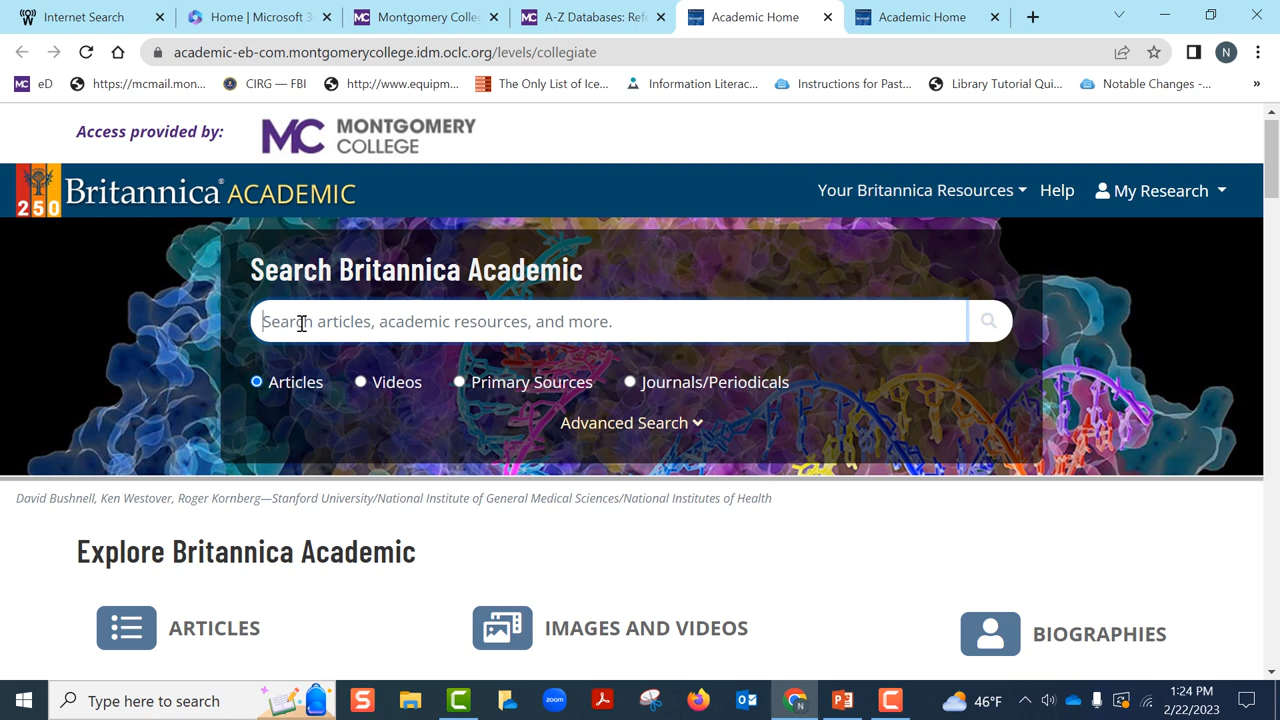 Internet Search
Home | Microsoft 3
Montgomery Colleg
A-Z Databases: Refe
Academic Home
Academic Home
academic-eb-com.montgomerycollege.idm.oclc.org/levels/collegiate
N
MC eD
https://mcmail.mon...
CIRG — FBI
http://www.equipm...
The Only List of Ice...
Information Literac...
Instructions for Past...
Library Tutorial Qui...
Notable Changes -...
»
Access provided by:
MC MONTGOMERY
COLLEGE
250
Britannica® ACADEMIC
Your Britannica Resources
Help
My Research
Search Britannica Academic
Search articles, academic resources, and more.
Articles
Videos
Primary Sources
Journals/Periodicals
Advanced Search
David Bushnell, Ken Westover, Roger Kornberg—Stanford University/National Institute of General Medical Sciences/National Institutes of Health
Explore Britannica Academic
ARTICLES
IMAGES AND VIDEOS
BIOGRAPHIES
Type here to search
46°F
1:24 PM
2/22/2023